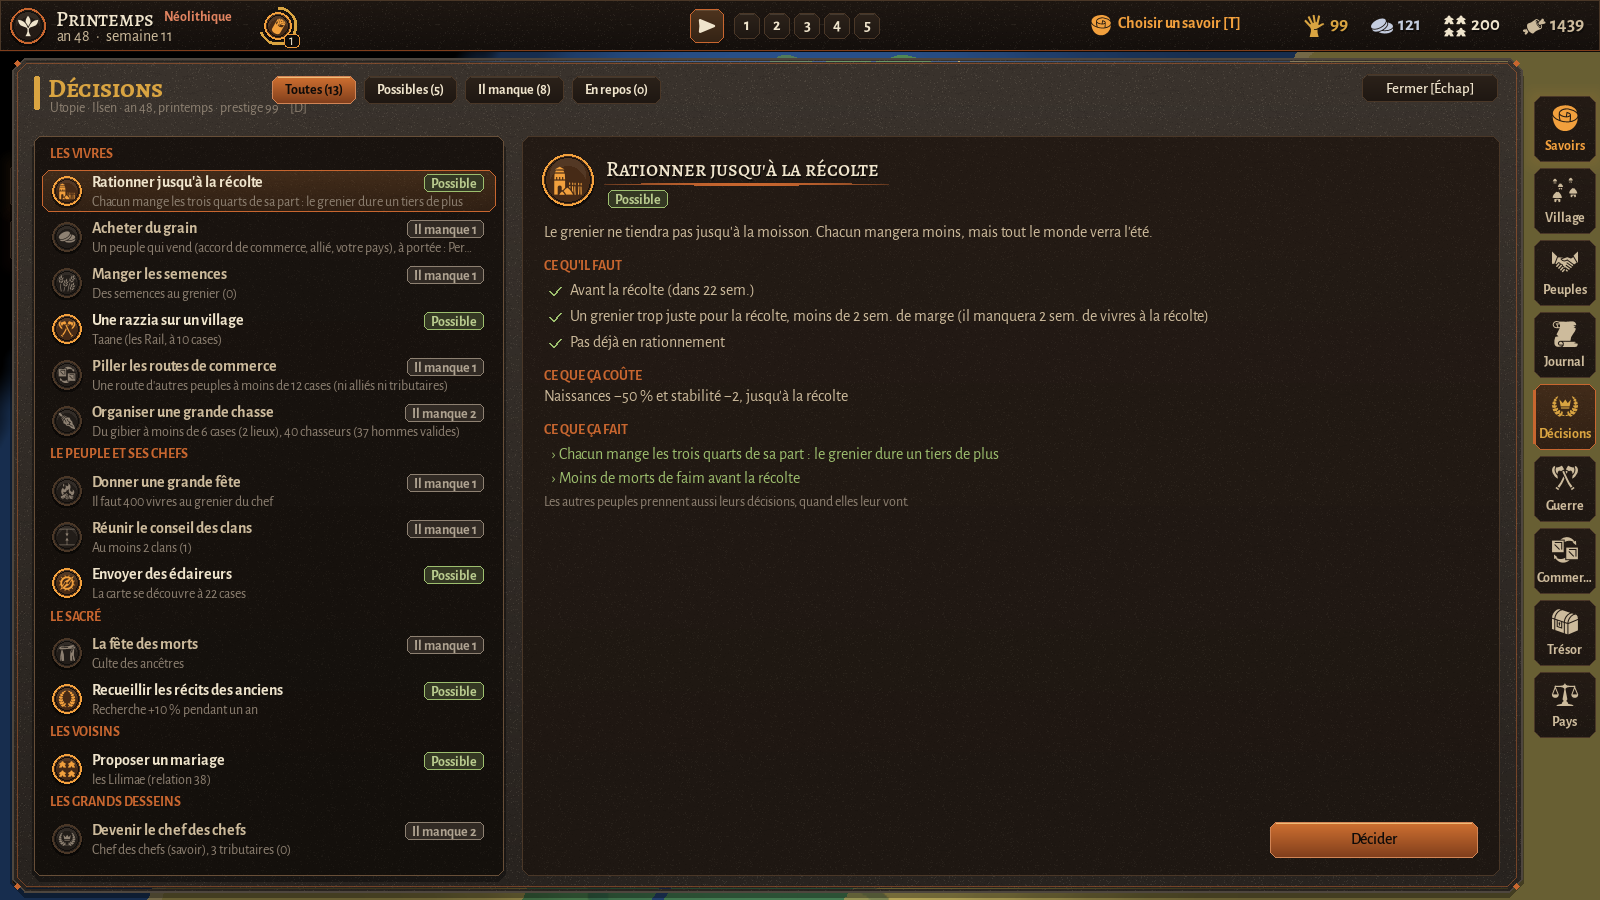 Printemps Néolithique
an 48 · semaine 11
1
1 2 3 4 5
Choisir un savoir [T]
99 121 200 1439
Décisions
Utopie · Ilsen · an 48, printemps · prestige 99 · [D]
Toutes (13) Possibles (5) Il manque (8) En repos (0)
Fermer [Échap]
LES VIVRES
Rationner jusqu'à la récolte Possible
Chacun mange les trois quarts de sa part : le grenier dure un tiers de plus
Acheter du grain Il manque 1
Un peuple qui vend (accord de commerce, allié, votre pays), à portée : Per...
Manger les semences Il manque 1
Des semences au grenier (0)
Une razzia sur un village Possible
Taane (les Rail, à 10 cases)
Piller les routes de commerce Il manque 1
Une route d'autres peuples à moins de 12 cases (ni alliés ni tributaires)
Organiser une grande chasse Il manque 2
Du gibier à moins de 6 cases (2 lieux), 40 chasseurs (37 hommes valides)
LE PEUPLE ET SES CHEFS
Donner une grande fête Il manque 1
Il faut 400 vivres au grenier du chef
Réunir le conseil des clans Il manque 1
Au moins 2 clans (1)
Envoyer des éclaireurs Possible
La carte se découvre à 22 cases
LE SACRÉ
La fête des morts Il manque 1
Culte des ancêtres
Recueillir les récits des anciens Possible
Recherche +10 % pendant un an
LES VOISINS
Proposer un mariage Possible
les Lilimae (relation 38)
LES GRANDS DESSEINS
Devenir le chef des chefs Il manque 2
Chef des chefs (savoir), 3 tributaires (0)
Rationner jusqu'à la récolte
Possible
Le grenier ne tiendra pas jusqu'à la moisson. Chacun mangera moins, mais tout le monde verra l'été.
CE QU'IL FAUT
Avant la récolte (dans 22 sem.)
Un grenier trop juste pour la récolte, moins de 2 sem. de marge (il manquera 2 sem. de vivres à la récolte)
Pas déjà en rationnement
CE QUE ÇA COÛTE
Naissances −50 % et stabilité −2, jusqu'à la récolte
CE QUE ÇA FAIT
› Chacun mange les trois quarts de sa part : le grenier dure un tiers de plus
› Moins de morts de faim avant la récolte
Les autres peuples prennent aussi leurs décisions, quand elles leur vont.
Décider
Savoirs
Village
Peuples
Journal
Décisions
Guerre
Commer...
Trésor
Pays